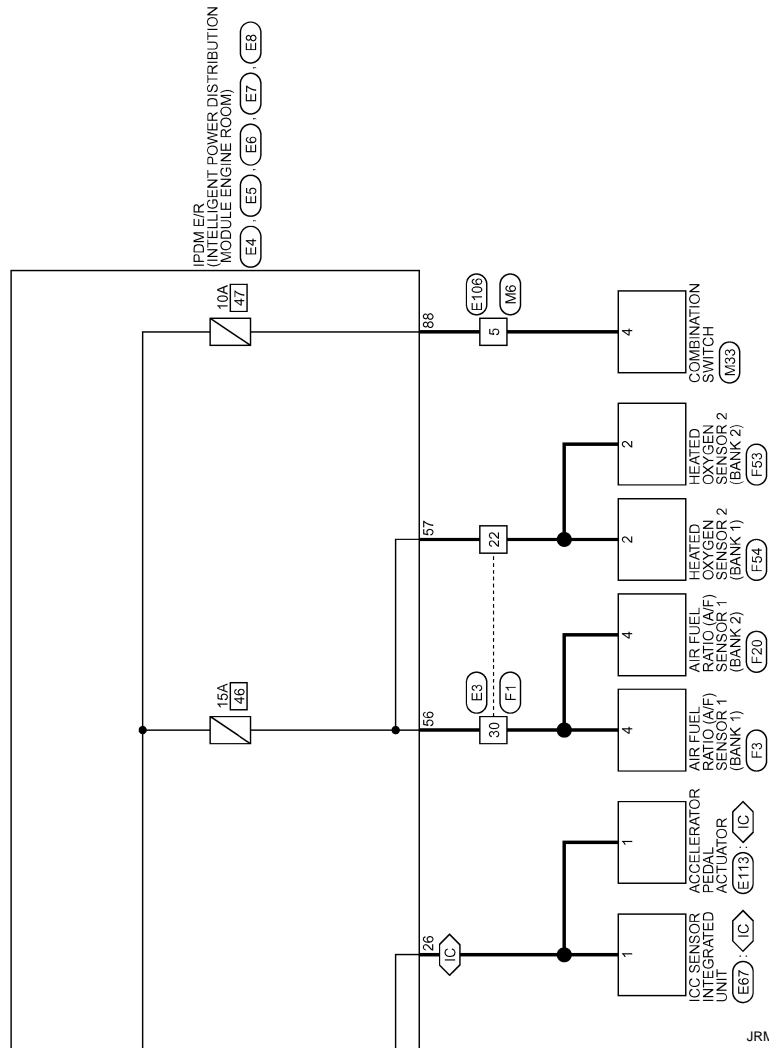 IPDM E/R
(INTELLIGENT POWER DISTRIBUTION
MODULE ENGINE ROOM)
E4 , E5 , E6 , E7 , E8
15A
46
10A
47
26
56
57
88
IC
30
E3
F1
22
5
E106
M6
1
ICC SENSOR
INTEGRATED
UNIT
E67 : IC
1
ACCELERATOR
PEDAL
ACTUATOR
E113 : IC
4
AIR FUEL
RATIO (A/F)
SENSOR 1
(BANK 1)
F3
4
AIR FUEL
RATIO (A/F)
SENSOR 1
(BANK 2)
F20
2
HEATED
OXYGEN
SENSOR 2
(BANK 1)
F54
2
HEATED
OXYGEN
SENSOR 2
(BANK 2)
F53
4
COMBINATION
SWITCH
M33